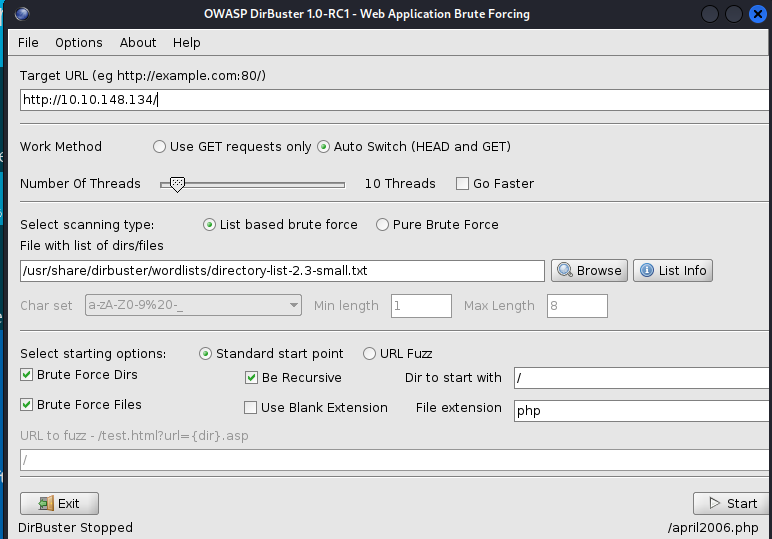 OWASP DirBuster 1.0-RC1 - Web Application Brute Forcing
File Options About Help
Target URL (eg http://example.com:80/)
http://10.10.148.134/
Work Method Use GET requests only Auto Switch (HEAD and GET)
Number Of Threads 10 Threads Go Faster
Select scanning type: List based brute force Pure Brute Force
File with list of dirs/files
/usr/share/dirbuster/wordlists/directory-list-2.3-small.txt Browse List Info
Char set a-zA-Z0-9%20-_ Min length 1 Max Length 8
Select starting options: Standard start point URL Fuzz
Brute Force Dirs Be Recursive Dir to start with /
Brute Force Files Use Blank Extension File extension php
URL to fuzz - /test.html?url={dir}.asp
/
Exit Start
DirBuster Stopped /april2006.php